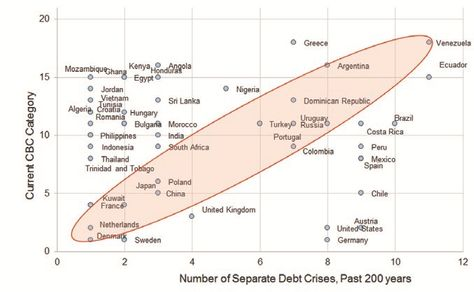 20
Greece
Venezuela
Mozambique
Ghana
Kenya
Angola
Honduras
Argentina
Ecuador
15
Egypt
Jordan
Nigeria
Vietnam
Sri Lanka
Dominican Republic
Tunisia
Algeria
Croatia
Hungary
Romania
Uruguay
Brazil
Bulgaria
Morocco
Turkey
Russia
Costa Rica
10
Philippines
India
Portugal
Indonesia
South Africa
Colombia
Peru
Thailand
Mexico
Trinidad and Tobago
Spain
Japan
Poland
5
China
Chile
Kuwait
France
United Kingdom
Netherlands
Austria
United States
Denmark
Sweden
Germany
0
0
2
4
6
8
10
12
Current CBC Category
Number of Separate Debt Crises, Past 200 years